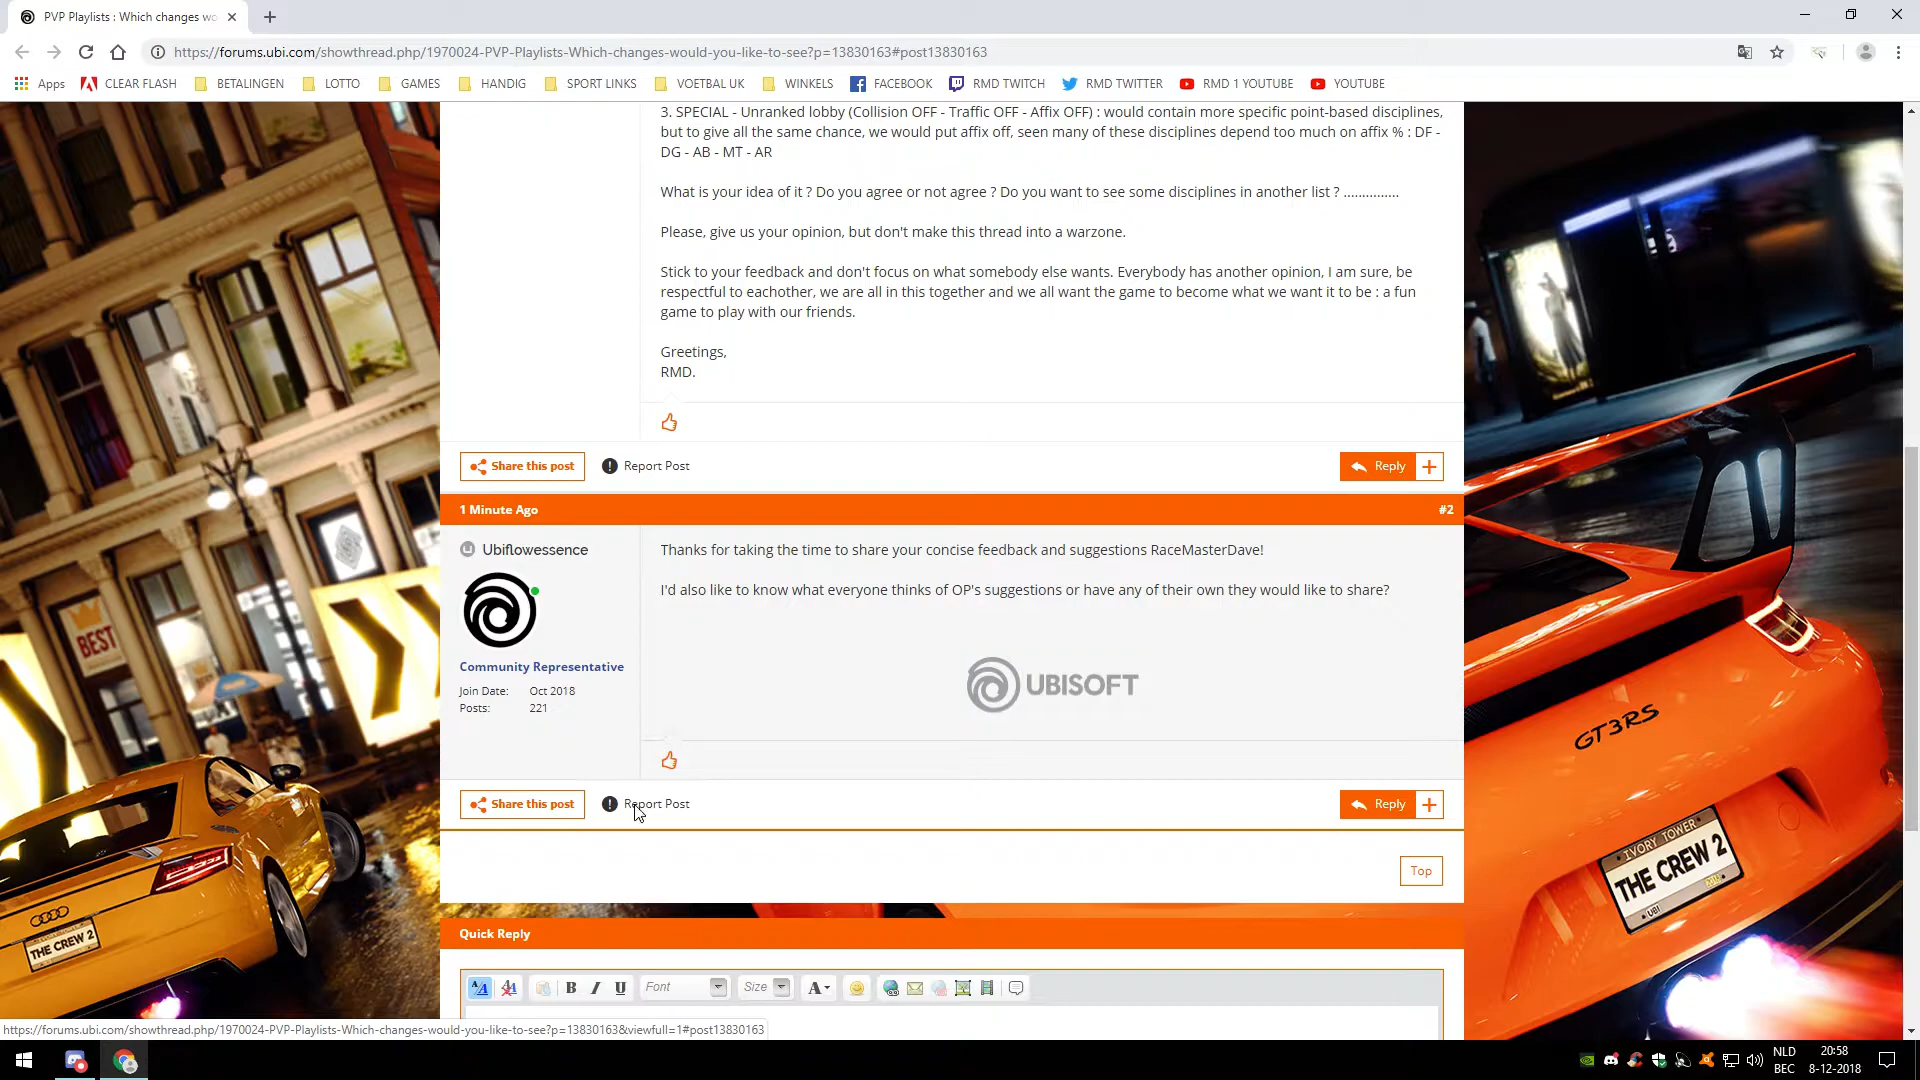 PVP Playlists : Which changes wo
https://forums.ubi.com/showthread.php/1970024-PVP-Playlists-Which-changes-would-you-like-to-see?p=13830163#post13830163
Apps CLEAR FLASH BETALINGEN LOTTO GAMES HANDIG SPORT LINKS VOETBAL UK WINKELS FACEBOOK RMD TWITCH RMD TWITTER RMD 1 YOUTUBE YOUTUBE
3. SPECIAL - Unranked lobby (Collision OFF - Traffic OFF - Affix OFF) : would contain more specific point-based disciplines,
but to give all the same chance, we would put affix off, seen many of these disciplines depend too much on affix % : DF -
DG - AB - MT - AR
What is your idea of it ? Do you agree or not agree ? Do you want to see some disciplines in another list ? ...............
Please, give us your opinion, but don't make this thread into a warzone.
Stick to your feedback and don't focus on what somebody else wants. Everybody has another opinion, I am sure, be
respectful to eachother, we are all in this together and we all want the game to become what we want it to be : a fun
game to play with our friends.
Greetings,
RMD.
Share this post Report Post Reply +
1 Minute Ago #2
Ubiflowessence
Thanks for taking the time to share your concise feedback and suggestions RaceMasterDave!
I'd also like to know what everyone thinks of OP's suggestions or have any of their own they would like to share?
Community Representative
Join Date: Oct 2018
Posts: 221
UBISOFT
Share this post Report Post Reply +
Top
Quick Reply
B I U Font Size A
https://forums.ubi.com/showthread.php/1970024-PVP-Playlists-Which-changes-would-you-like-to-see?p=13830163&viewfull=1#post13830163
BEST
THE CREW 2
GT3RS
IVORY TOWER
THE CREW 2
UBI
NLD
BEC
20:58
8-12-2018